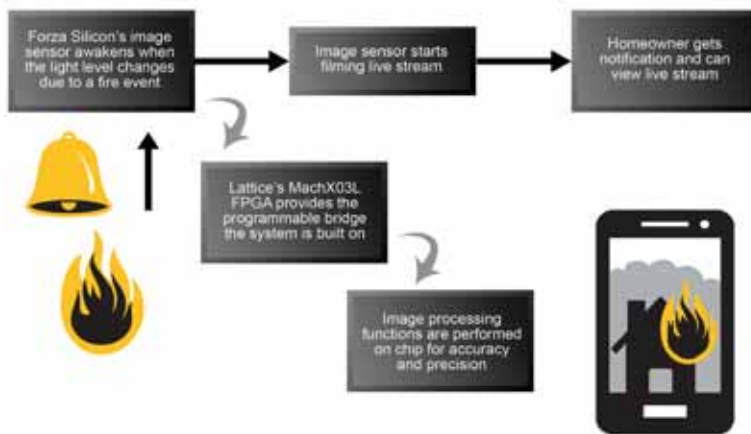 Forza Silicon's image
sensor awakens when
the light level changes
due to a fire event
Image sensor starts
filming live stream
Homeowner gets
notification and can
view live stream
Lattice's MachX03L
FPGA provides the
programmable bridge
the system is built on
Image processing
functions are performed
on chip for accuracy
and precision